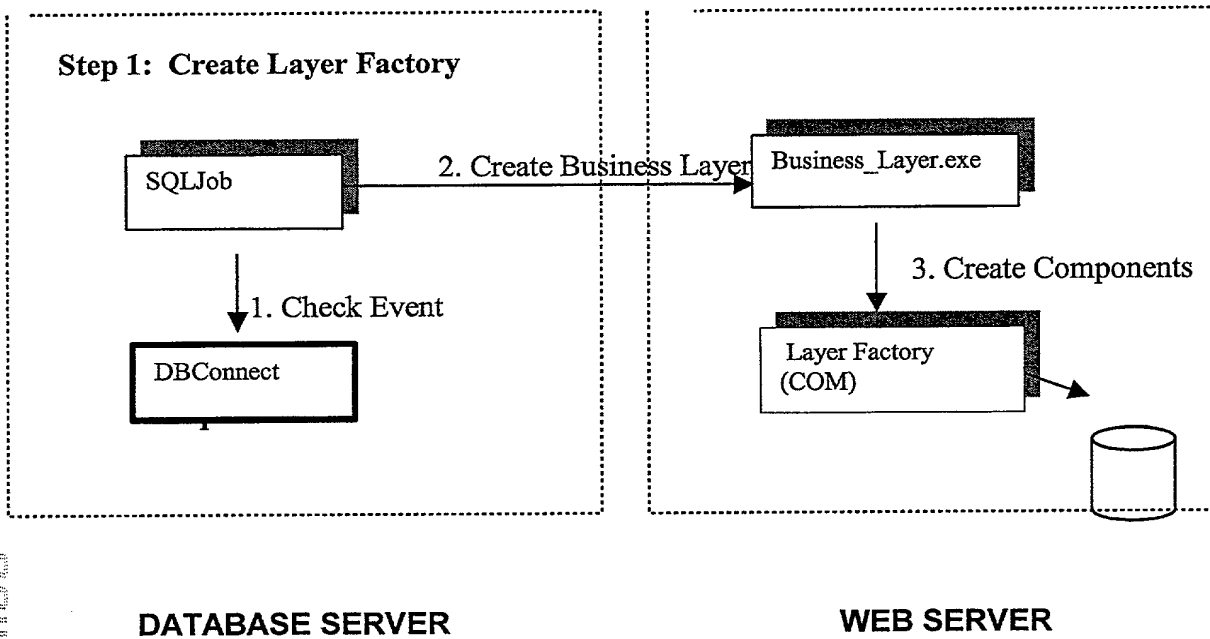 Step 1: Create Layer Factory
SQLJob
2. Create Business Layer
Business_Layer.exe
1. Check Event
3. Create Components
DBConnect
Layer Factory
(COM)
DATABASE SERVER
WEB SERVER